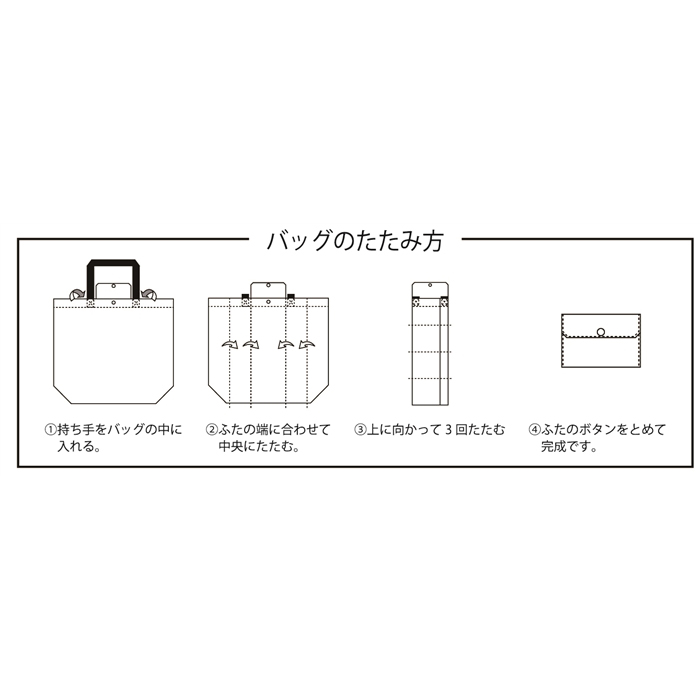 バッグのたたみ方
①持ち手をバッグの中に
入れる。
②ふたの端に合わせて
中央にたたむ。
③上に向かって3回たたむ
④ふたのボタンをとめて
完成です。